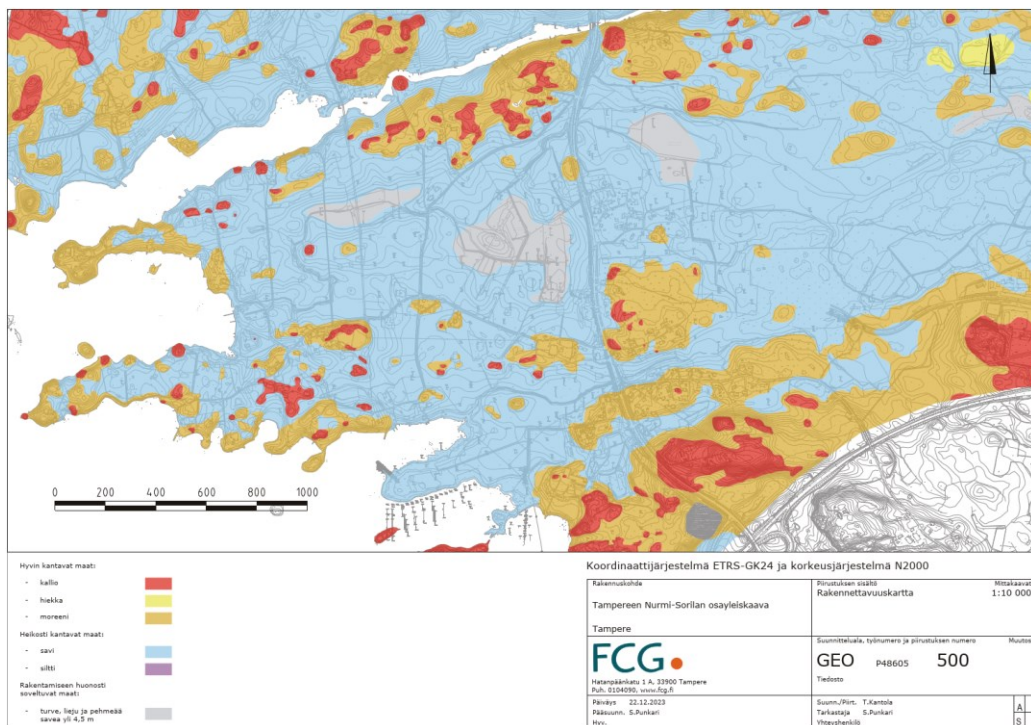 0 200 400 600 800 1000
Hyvin kantavat maat:
- kallio
- hiekka
- moreeni
Heikosti kantavat maat:
- savi
- siltti
Rakentamiseen huonosti
soveltuvat maat:
- turve, lieju ja pehmeää
savea yli 4,5 m
Koordinaattijärjestelmä ETRS-GK24 ja korkeusjärjestelmä N2000
Rakennuskohde
Tampereen Nurmi-Sorilan osayleiskaava
Tampere
Piirustuksen sisältö Mittakaavat
Rakennettavuuskartta 1:10 000
FCG
Hatanpäänkatu 1 A, 33900 Tampere
Puh. 0104090, www.fcg.fi
Suunnitteluala, työnumero ja piirustuksen numero Muutos
GEO P48605 500
Tiedosto
Päiväys 22.12.2023
Pääsuunn. S.Punkari
Hyv.
Suunn./Piirt. T.Kantola
Tarkastaja S.Punkari
Yhteyshenkilö
A
S